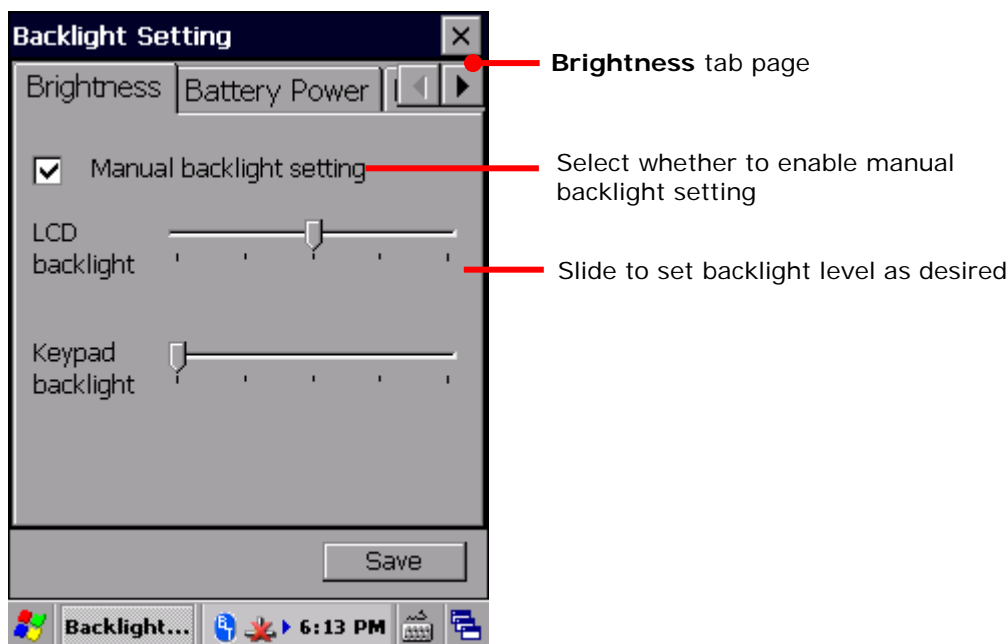 Backlight Setting
Brightness Battery Power
Brightness tab page
Manual backlight setting
Select whether to enable manual
backlight setting
LCD
backlight
Slide to set backlight level as desired
Keypad
backlight
Save
Backlight... 6:13 PM